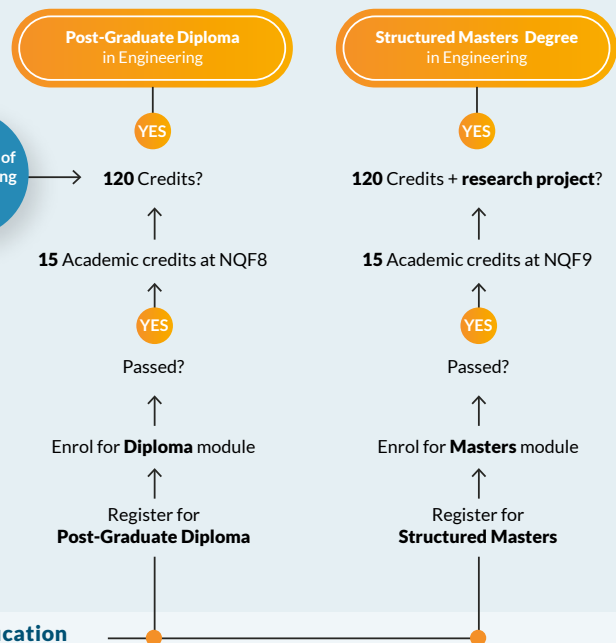 Post-Graduate Diploma
in Engineering
Structured Masters Degree
in Engineering
YES
YES
of
120 Credits?
120 Credits + research project?
15 Academic credits at NQF8
15 Academic credits at NQF9
YES
YES
Passed?
Passed?
Enrol for Diploma module
Enrol for Masters module
Register for
Post-Graduate Diploma
Register for
Structured Masters